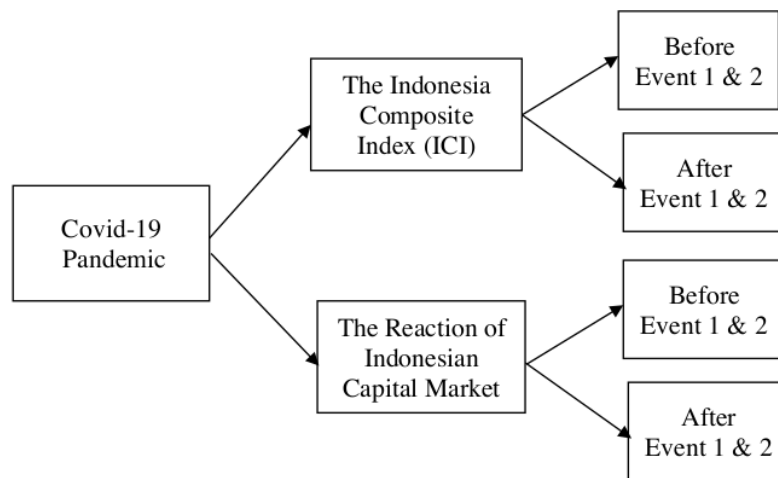 Covid-19
Pandemic
The Indonesia
Composite
Index (ICI)
Before
Event 1 & 2
After
Event 1 & 2
The Reaction of
Indonesian
Capital Market
Before
Event 1 & 2
After
Event 1 & 2